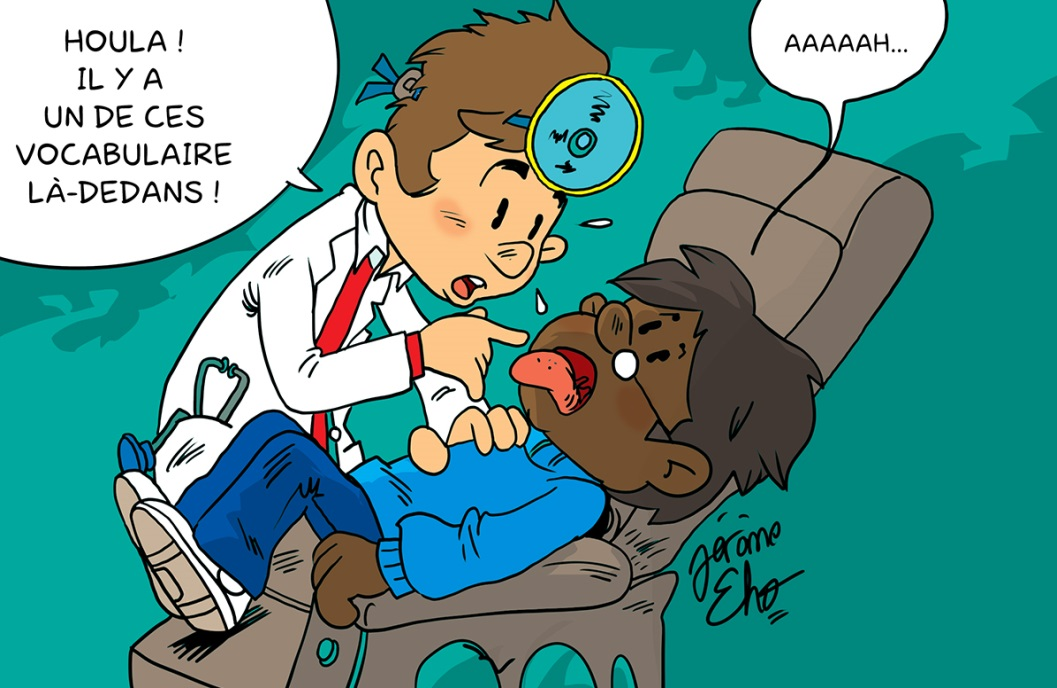 HOULA !
IL Y A
UN DE CES
VOCABULAIRE
LÀ-DEDANS !
AAAAAH...
Jérôme
Eho